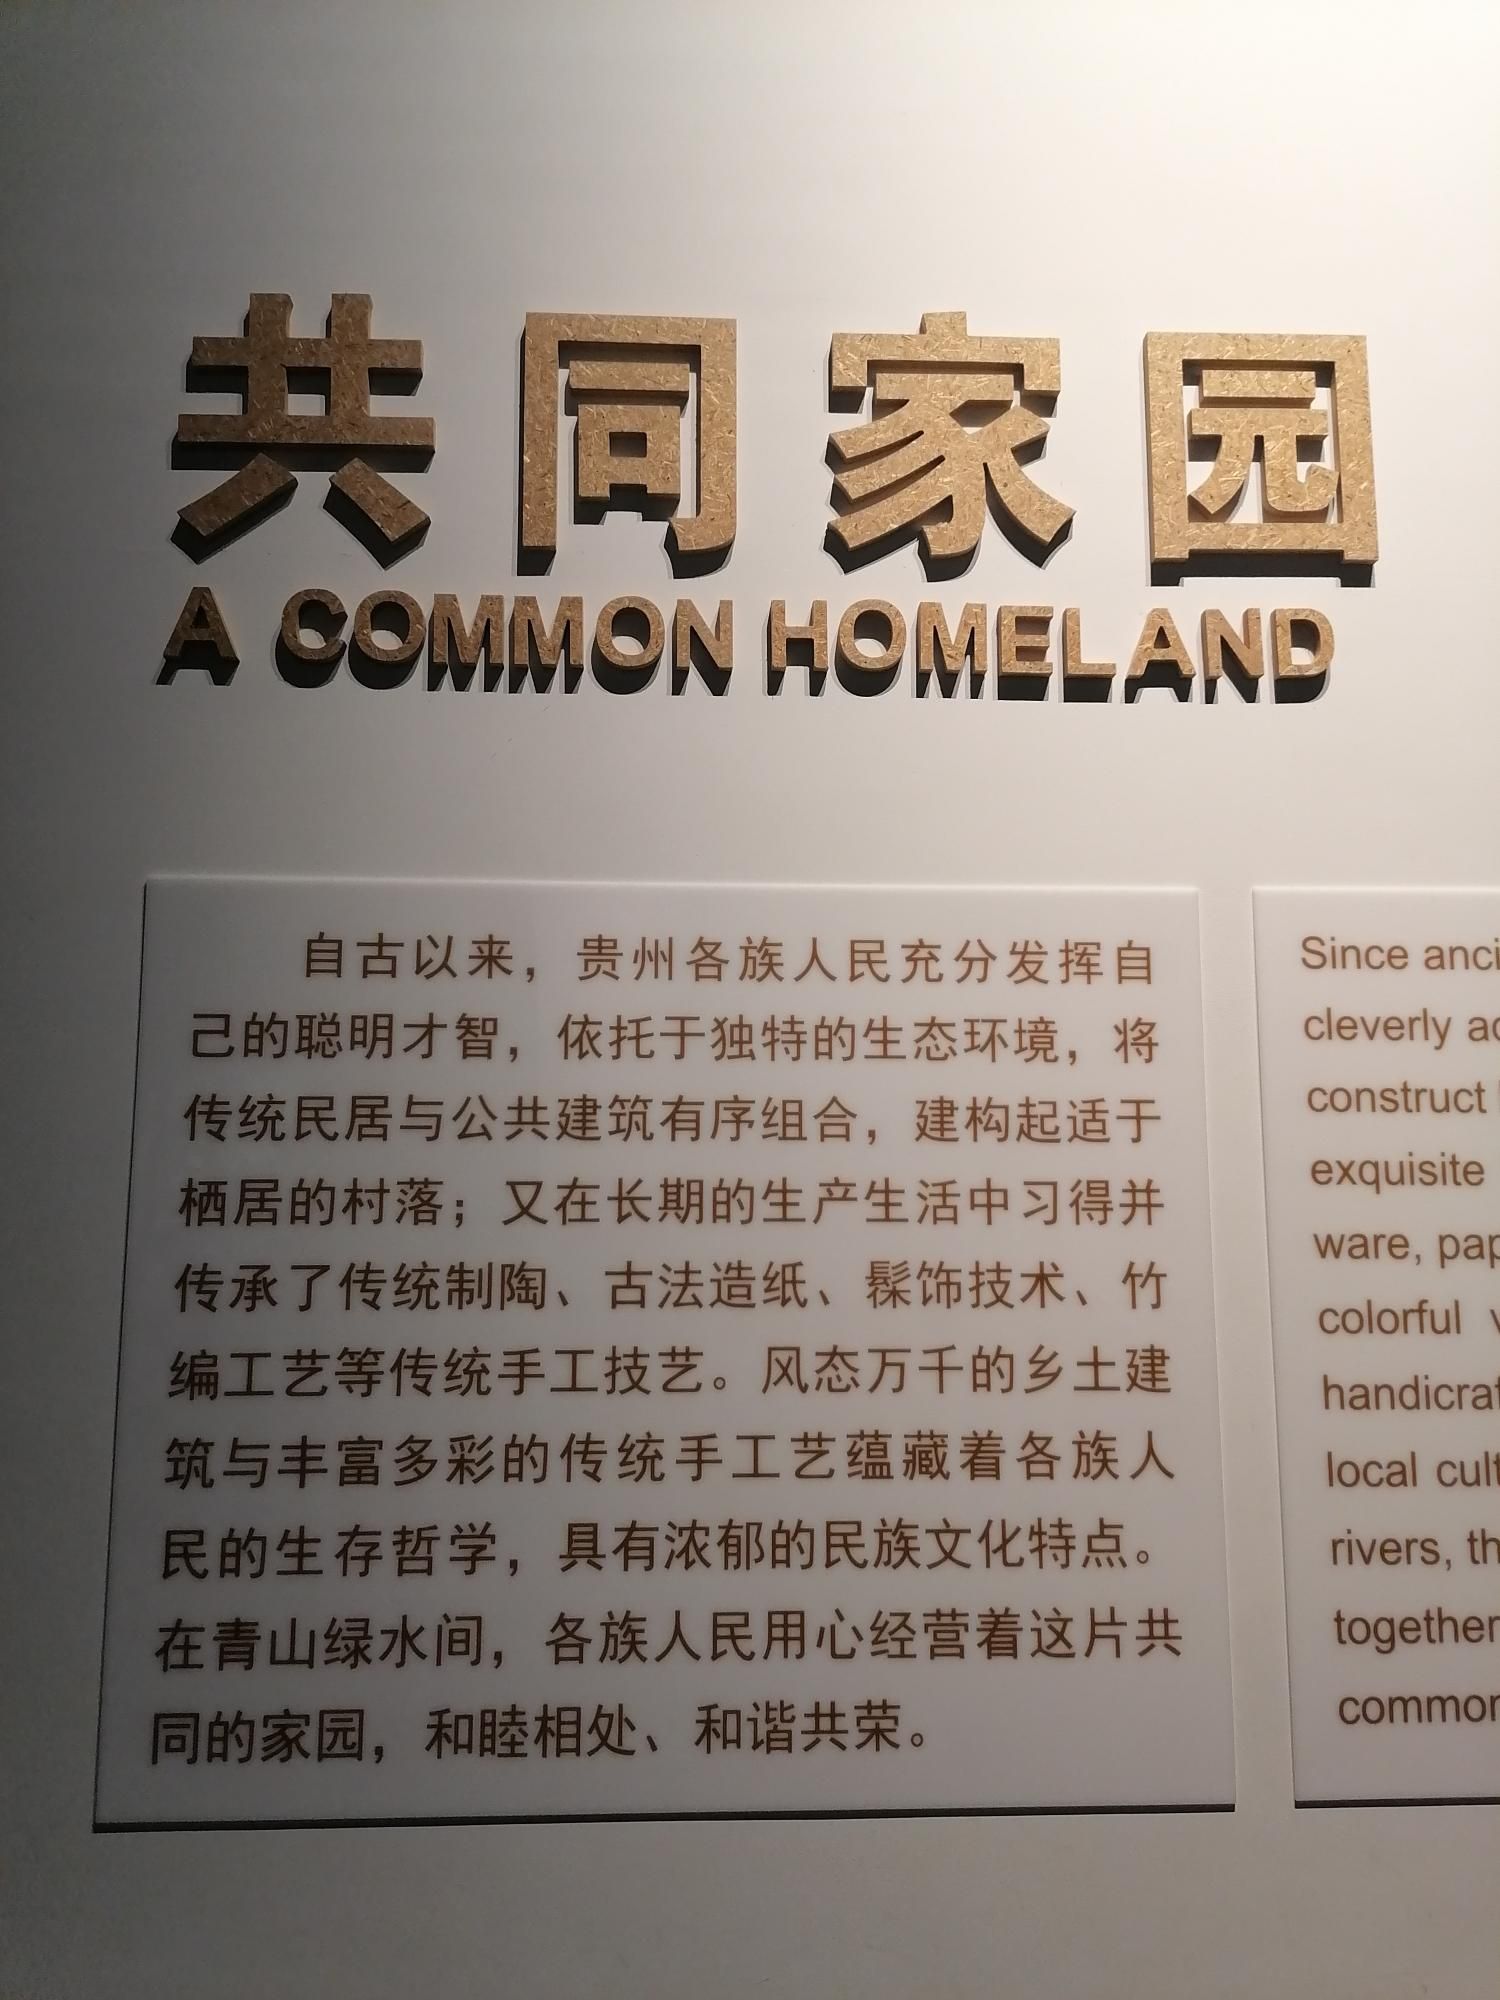 共同家园
A COMMON HOMELAND
自古以来，贵州各族人民充分发挥自
己的聪明才智，依托于独特的生态环境，将
传统民居与公共建筑有序组合，建构起适于
栖居的村落；又在长期的生产生活中习得并
传承了传统制陶、古法造纸、髹饰技术、竹
编工艺等传统手工技艺。风态万千的乡土建
筑与丰富多彩的传统手工艺蕴藏着各族人
民的生存哲学，具有浓郁的民族文化特点。
在青山绿水间，各族人民用心经营着这片共
同的家园，和睦相处、和谐共荣。
Since
cleverly
construct
exquisite
ware,
colorful
local
rivers,